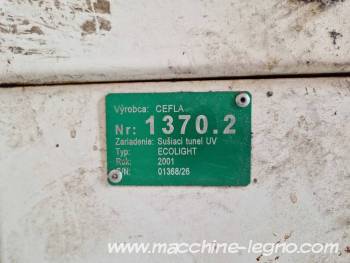 Výrobca: CEFLA
Nr: 1370.2
Zariadenie: Sušiaci tunel UV
Typ: ECOLIGHT
Rok: 2001
S/N: 01368/26
www.macchine-legno.com